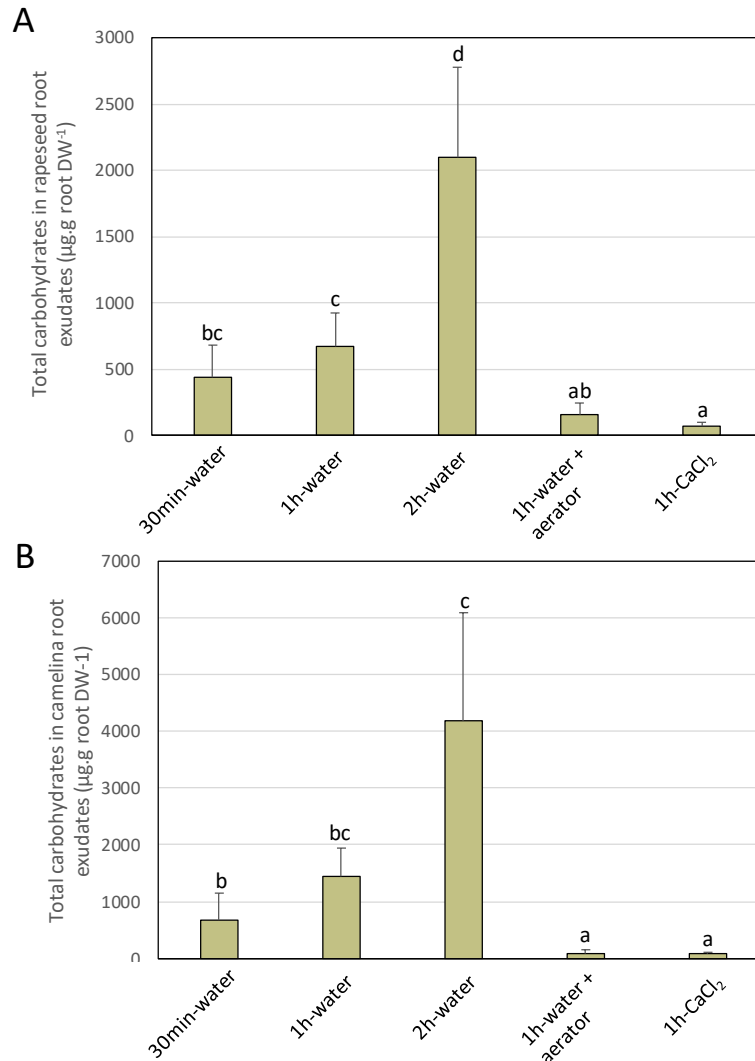 A
Total carbohydrates in rapeseed root
exudates (µg.g root DW⁻¹)
3000
2500
2000
1500
1000
500
0
bc
c
d
ab
a
30min-water
1h-water
2h-water
1h-water +
aerator
1h-CaCl₂
B
Total carbohydrates in camelina root
exudates (µg.g root DW-1)
7000
6000
5000
4000
3000
2000
1000
0
b
bc
c
a
a
30min-water
1h-water
2h-water
1h-water +
aerator
1h-CaCl₂